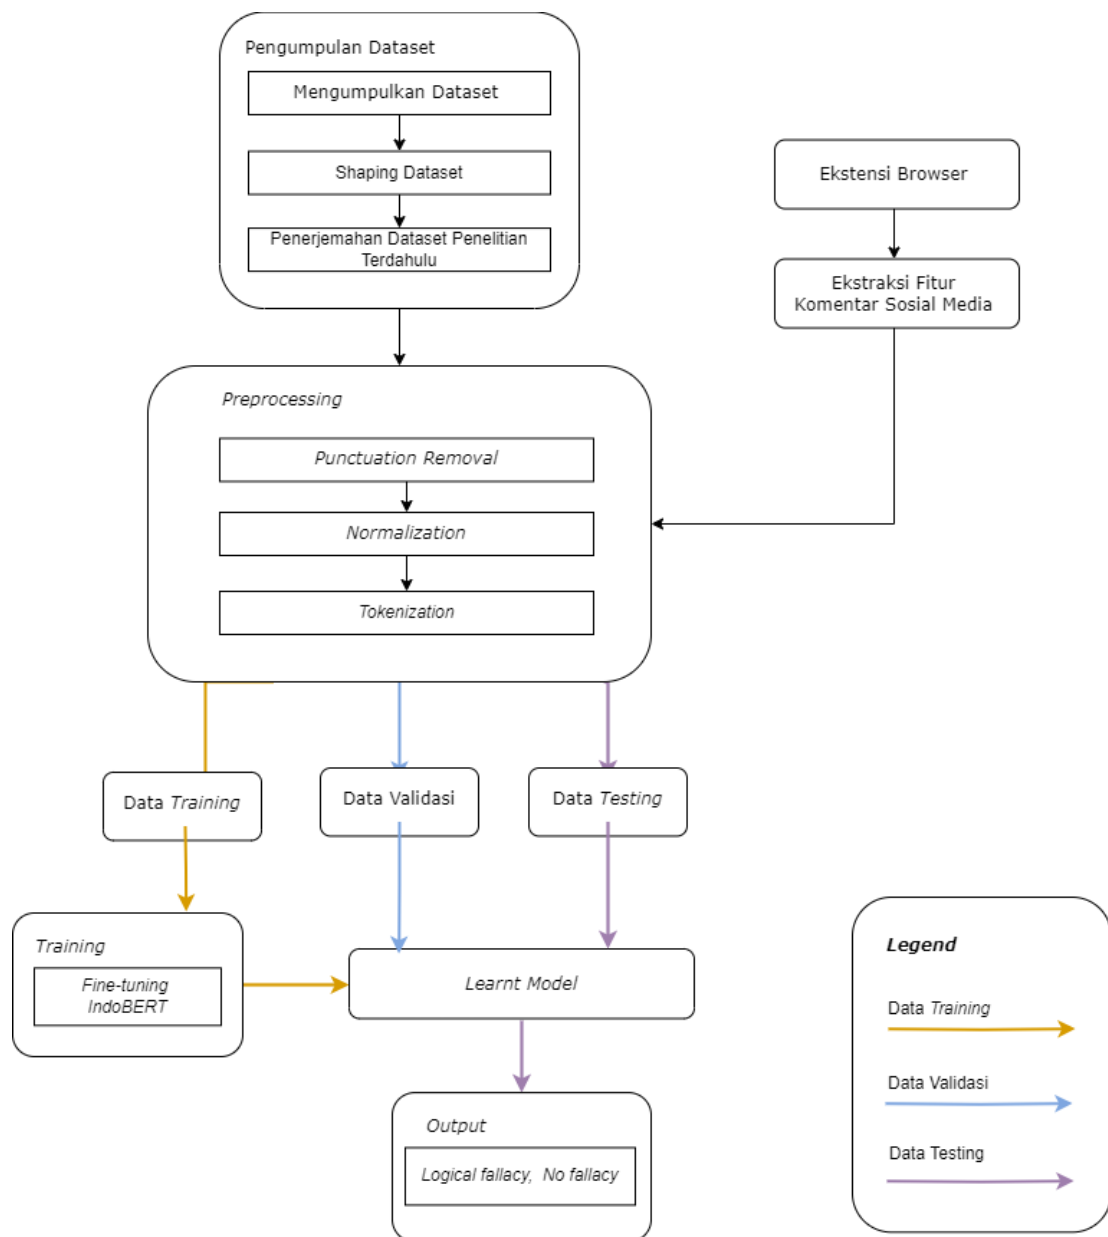 Pengumpulan Dataset
Mengumpulkan Dataset
Shaping Dataset
Penerjemahan Dataset Penelitian
Terdahulu
Ekstensi Browser
Ekstraksi Fitur
Komentar Sosial Media
Preprocessing
Punctuation Removal
Normalization
Tokenization
Data Training
Data Validasi
Data Testing
Training
Fine-tuning
IndoBERT
Learnt Model
Output
Logical fallacy, No fallacy
Legend
Data Training
Data Validasi
Data Testing